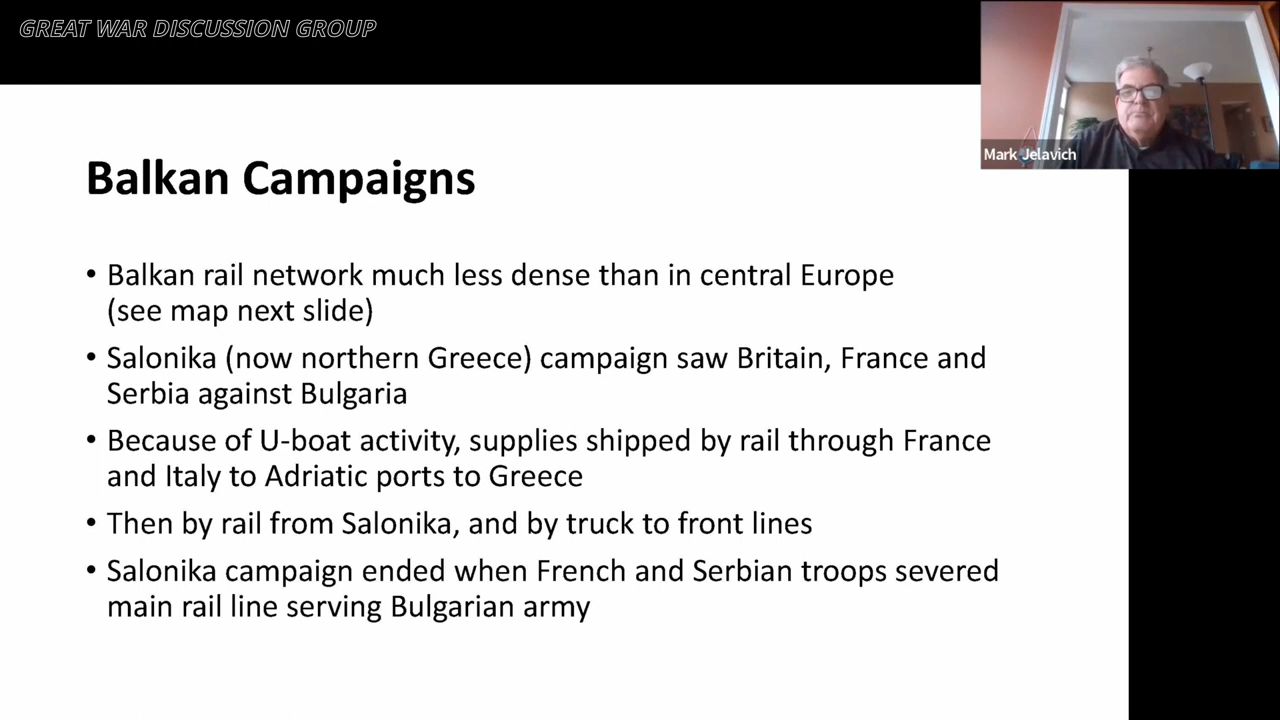 GREAT WAR DISCUSSION GROUP
Mark Jelavich
Balkan Campaigns
• Balkan rail network much less dense than in central Europe
(see map next slide)
• Salonika (now northern Greece) campaign saw Britain, France and
Serbia against Bulgaria
• Because of U-boat activity, supplies shipped by rail through France
and Italy to Adriatic ports to Greece
• Then by rail from Salonika, and by truck to front lines
• Salonika campaign ended when French and Serbian troops severed
main rail line serving Bulgarian army